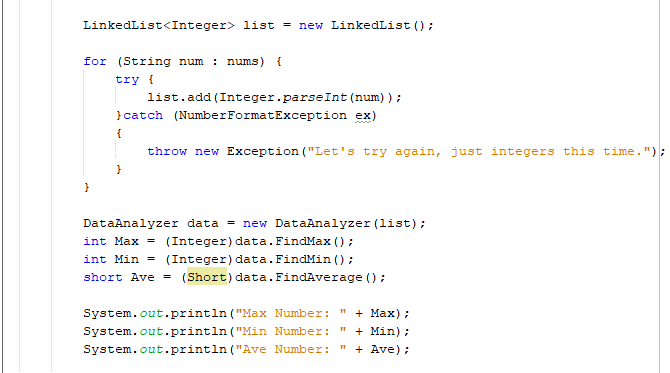 LinkedList<Integer> list = new LinkedList();
for (String num : nums) {
try {
list.add(Integer.parseInt(num));
}catch (NumberFormatException ex)
{
throw new Exception("Let's try again, just integers this time.");
}
}
DataAnalyzer data = new DataAnalyzer(list);
int Max = (Integer)data.FindMax();
int Min = (Integer)data.FindMin();
short Ave = (Short)data.FindAverage();
System.out.println("Max Number: " + Max);
System.out.println("Min Number: " + Min);
System.out.println("Ave Number: " + Ave);